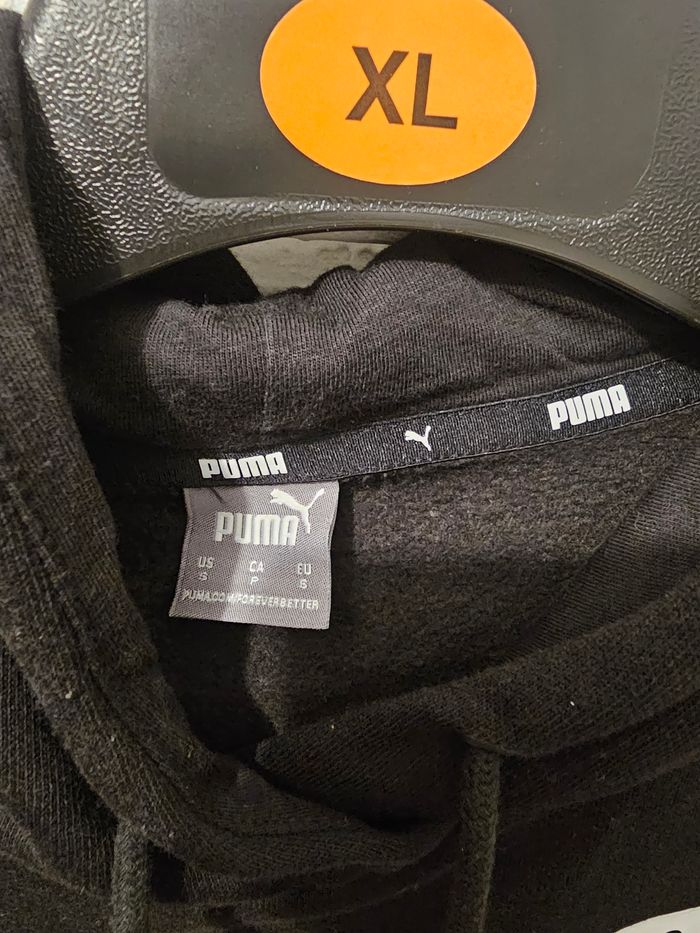 XL
PUMA PUMA
PUMA
US CA EU
S P S
PUMA.COM/FOREVERBETTER